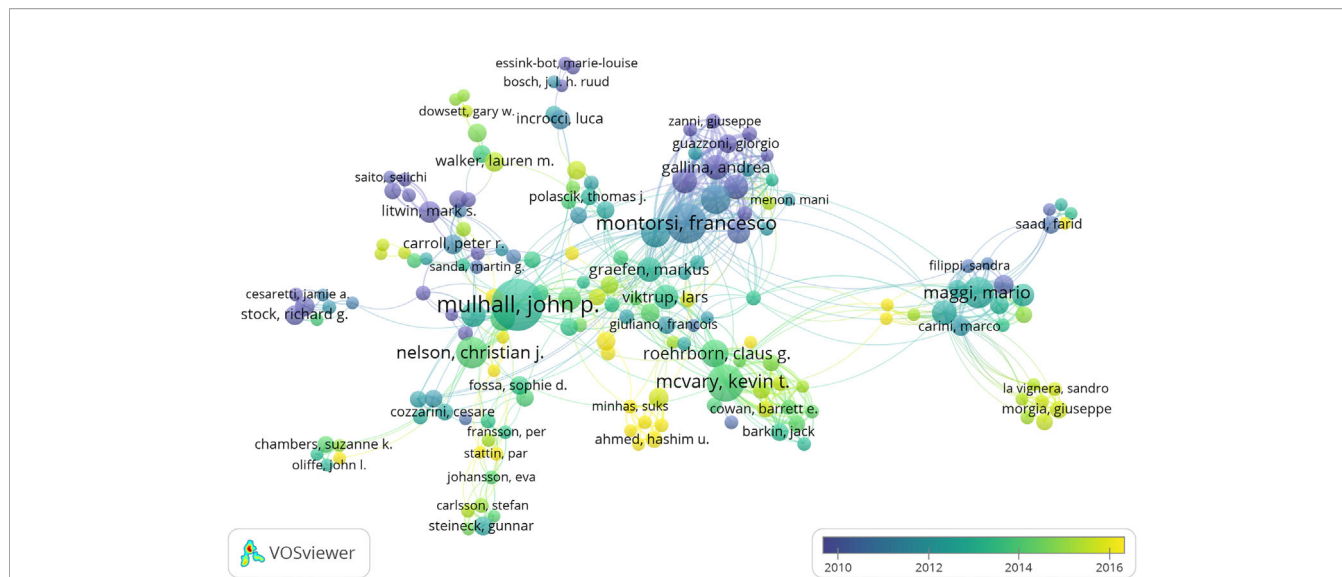 essink-bot, marie-louise
bosch, j. l. h. ruud
dowsett, gary w.
incrocci, luca
zanni, giuseppe
guazzoni, giorgio
walker, lauren m.
gallina, andrea
saito, seiichi
polascik, thomas j.
menon, mani
litwin, mark s.
montorsi, francesco
saad, farid
carroll, peter r.
sanda, martin g.
graefen, markus
filippi, sandra
cesaretti, jamie a.
mulhall, john p.
viktrup, lars
maggi, mario
stock, richard g.
giuliano, francois
carini, marco
nelson, christian j.
roehrborn, claus g.
fossa, sophie d.
mcvary, kevin t.
la vignera, sandro
cozzarini, cesare
minhas, suks
cowan, barrett e.
morgia, giuseppe
fransson, per
barkin, jack
chambers, suzanne k.
ahmed, hashim u.
stattin, par
oliffe, john l.
johansson, eva
carlsson, stefan
steineck, gunnar
VOSviewer
2010 2012 2014 2016